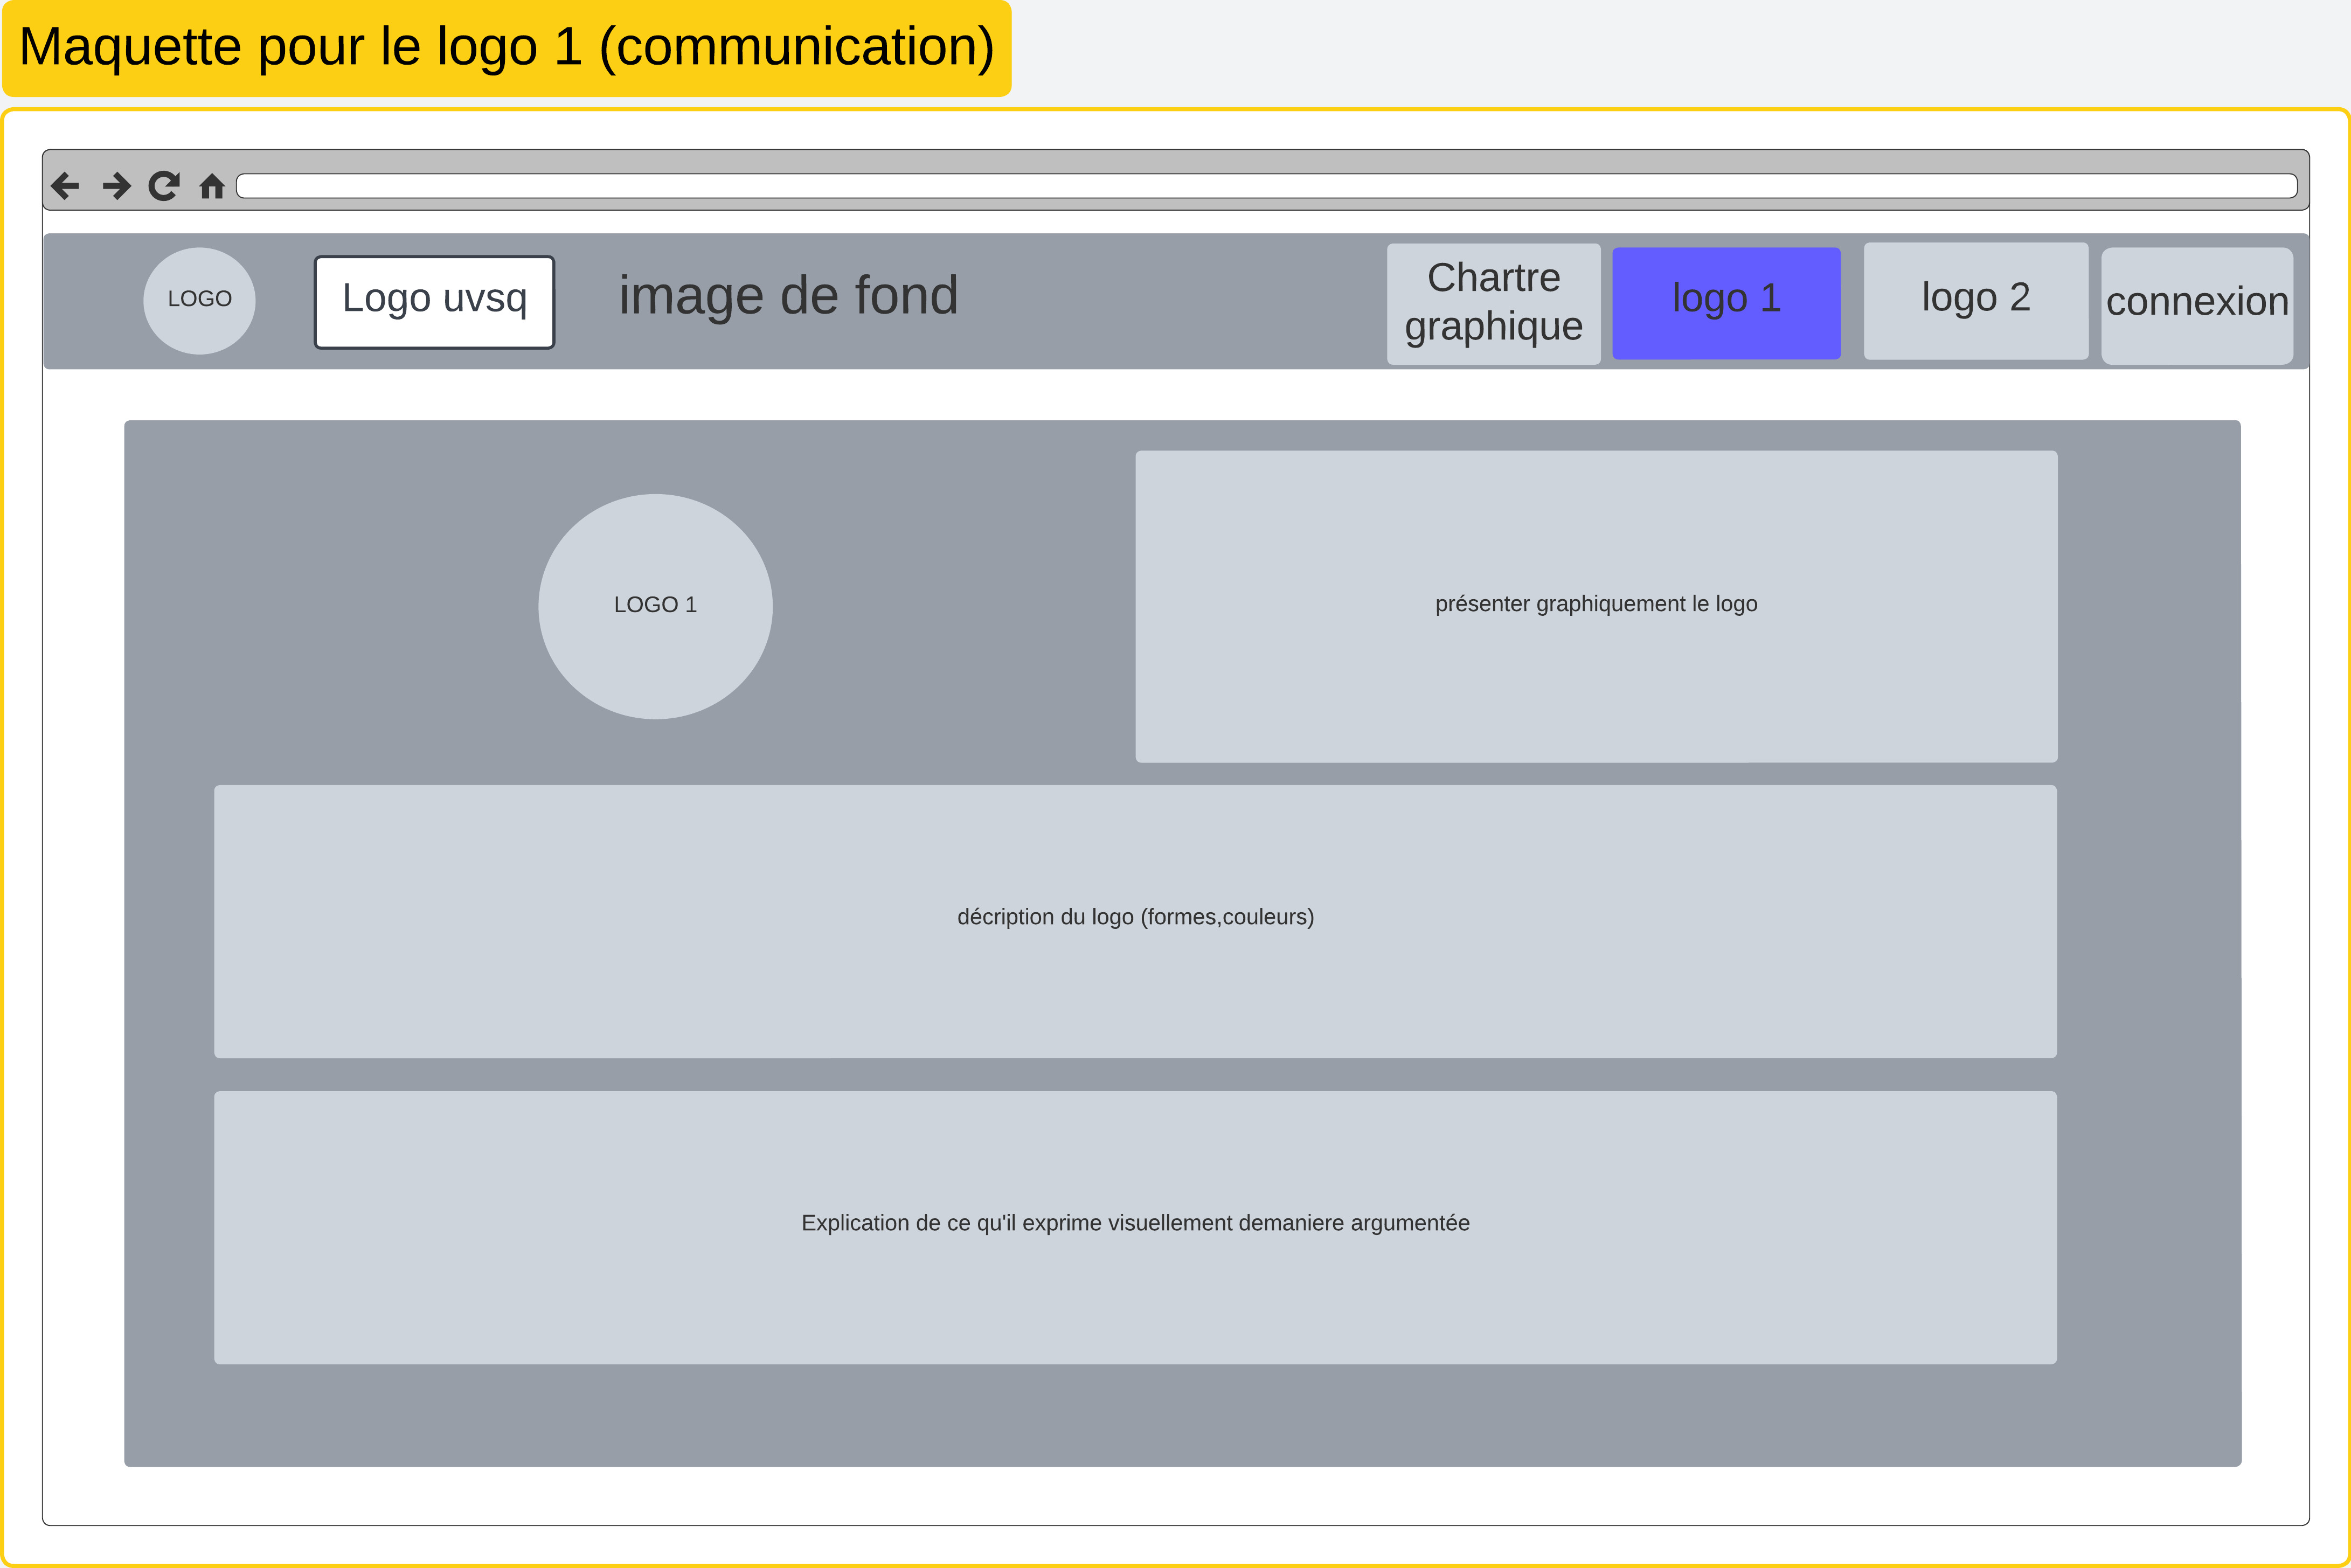 Maquette pour le logo 1 (communication)
LOGO
Logo uvsq
image de fond
Chartre
graphique
logo 1
logo 2
connexion
LOGO 1
présenter graphiquement le logo
décription du logo (formes,couleurs)
Explication de ce qu'il exprime visuellement demaniere argumentée